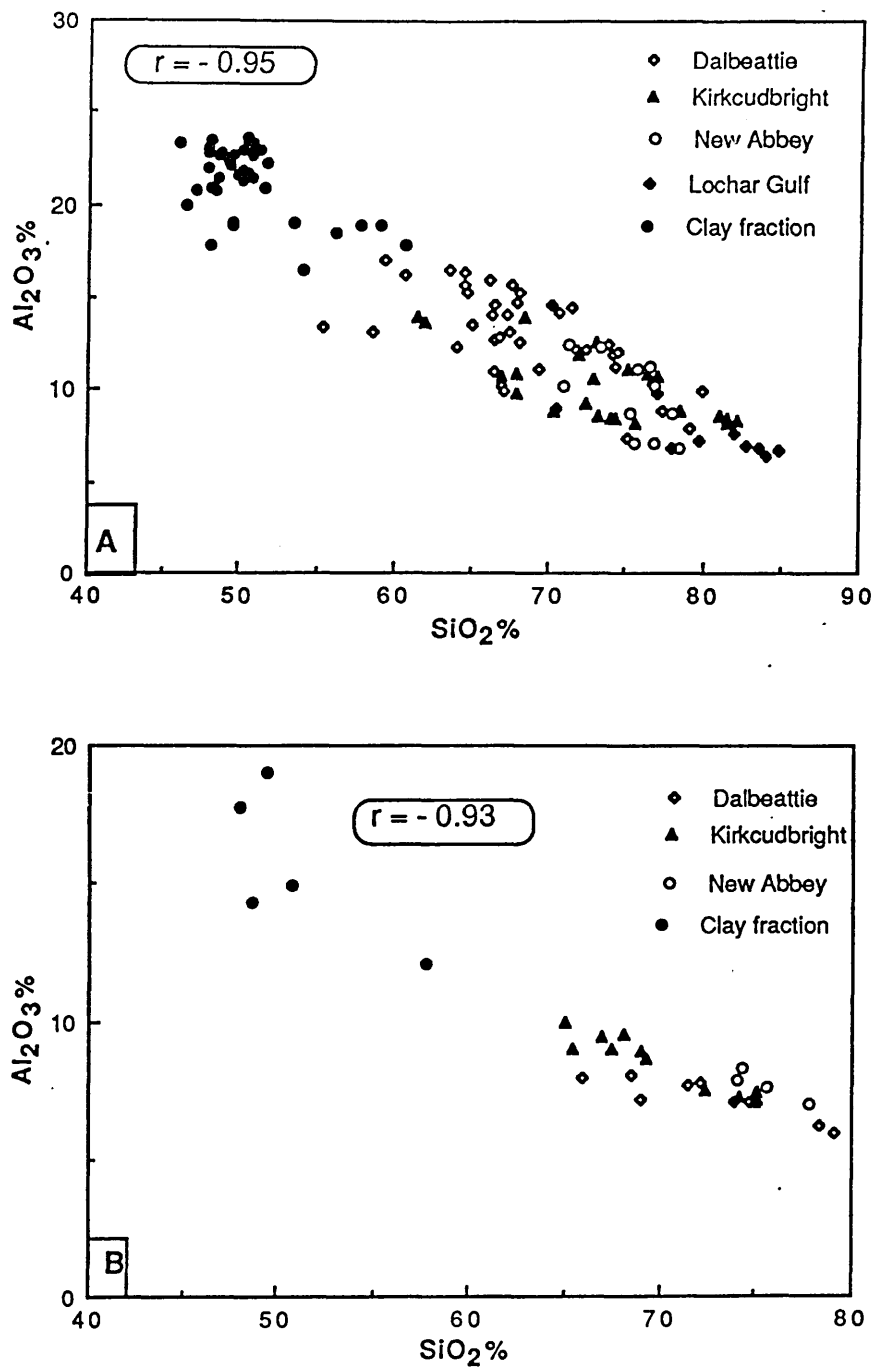 30
r = - 0.95
Dalbeattie
Kirkcudbright
New Abbey
Lochar Gulf
Clay fraction
20
10
0
Al2O3%
A
40
50
60
70
80
90
SiO2%
20
r = - 0.93
Dalbeattie
Kirkcudbright
New Abbey
Clay fraction
10
0
Al2O3%
B
40
50
60
70
80
SiO2%